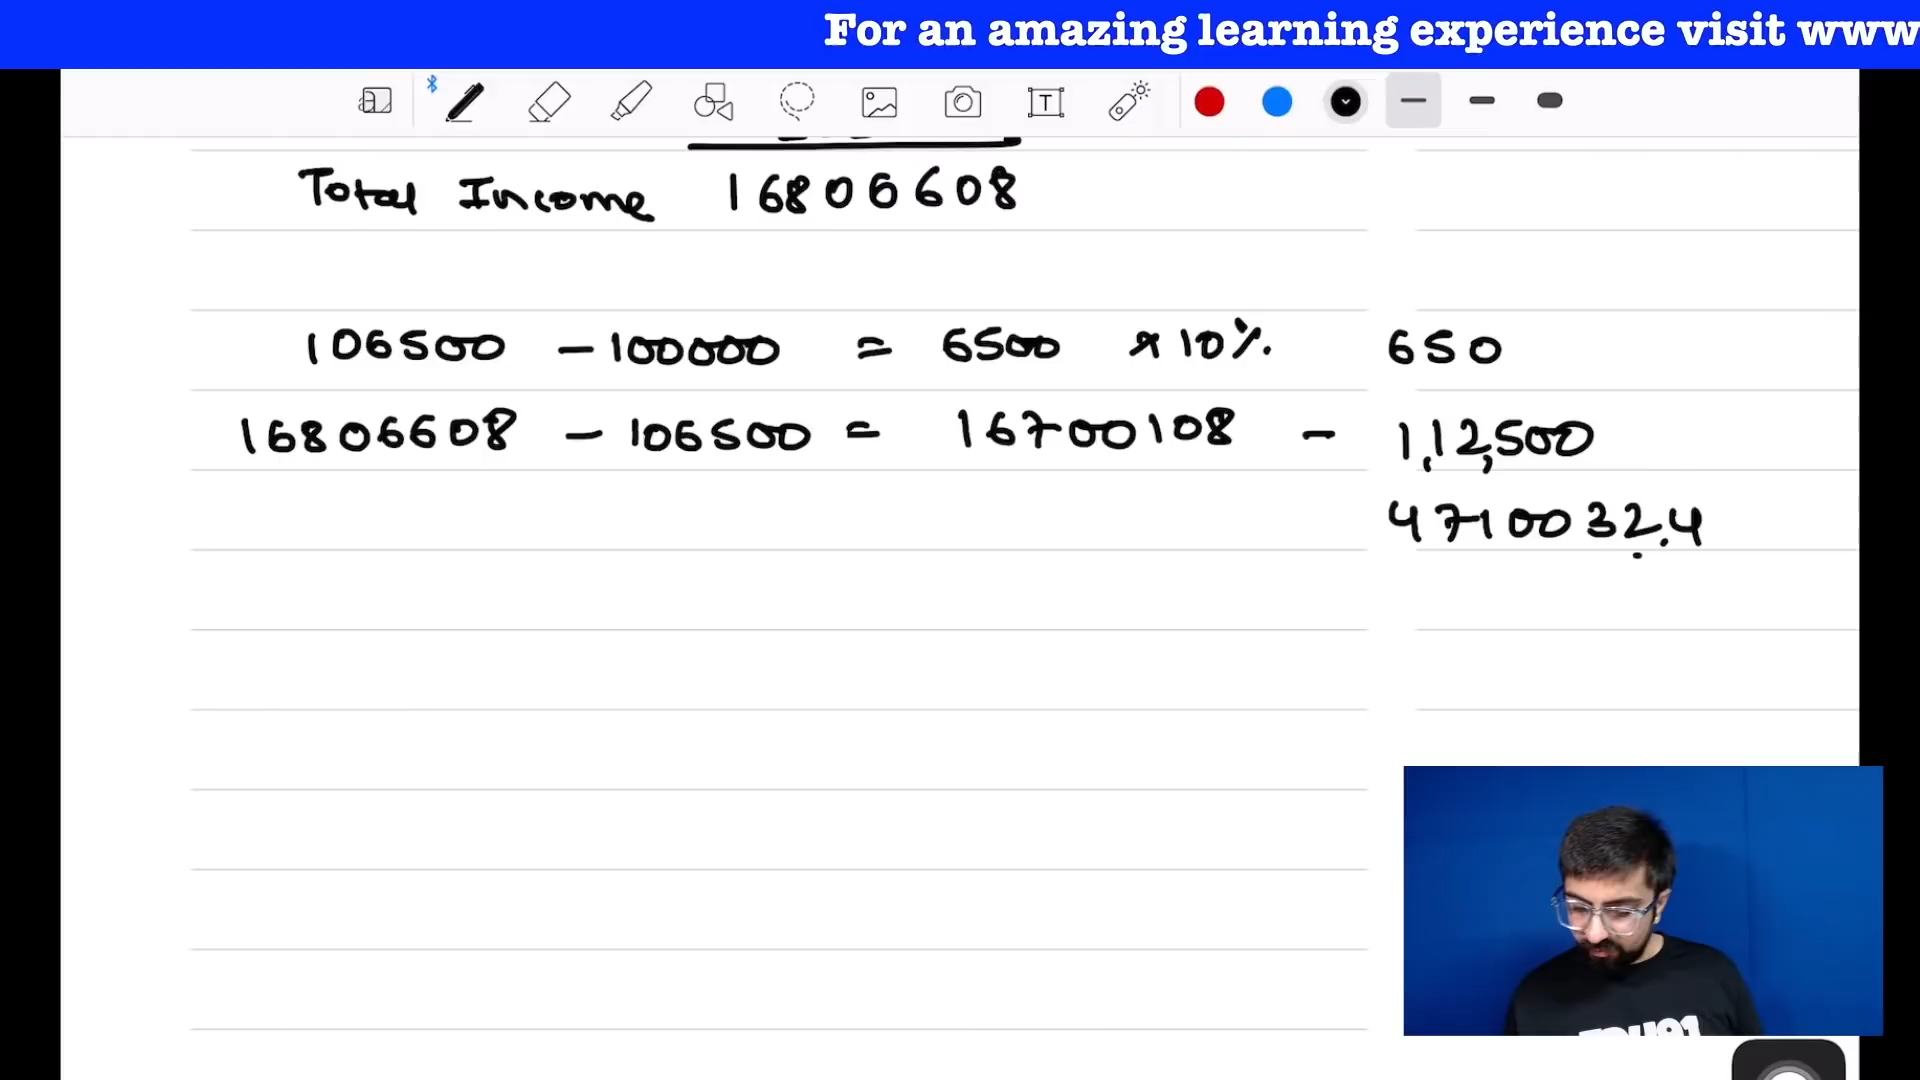 For an amazing learning experience visit www
a
T
Total Income 16806608
106500 - 100000 = 6500 × 10% 650
16806608 - 106500 = 16700108 - 1,12,500
4710032.4